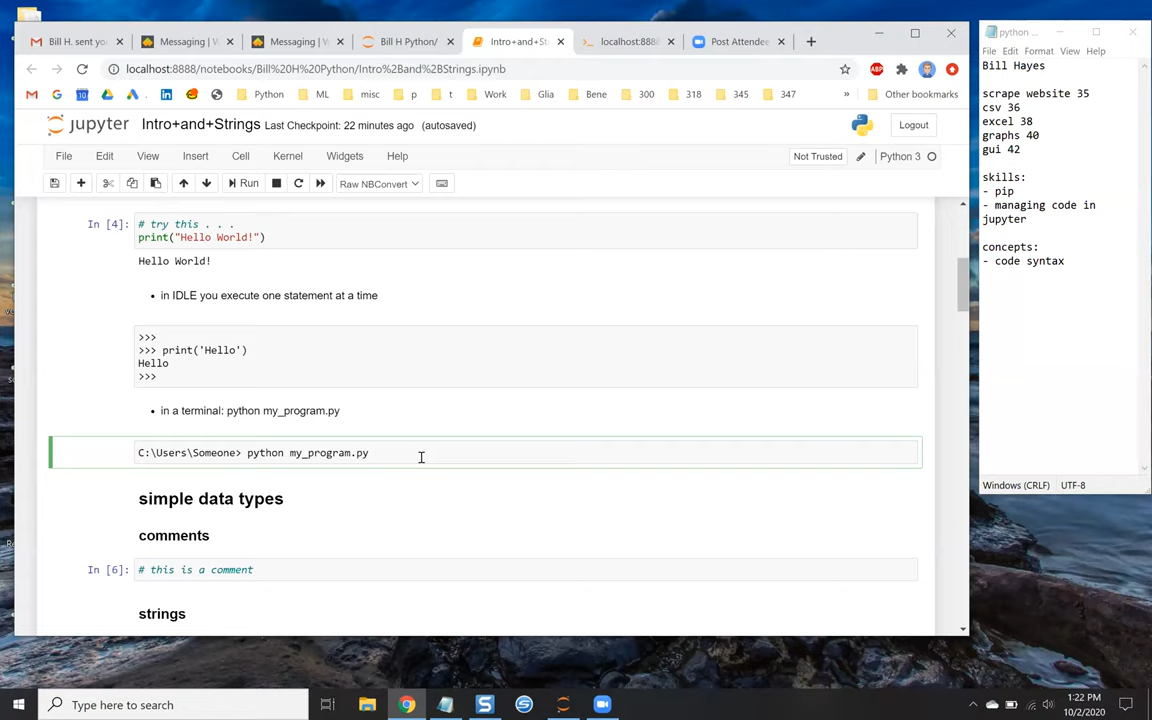 Bill H. sent you
Messaging | W
Messaging | W
Bill H Python/
Intro+and+St
localhost:8888
Post Attendee
localhost:8888/notebooks/Bill%20H%20Python/Intro%2Band%2BStrings.ipynb
ABP
10
Python
ML
misc
p
t
Work
Glia
Bene
300
318
345
347
»
Other bookmarks
jupyter Intro+and+Strings Last Checkpoint: 22 minutes ago (autosaved)
Logout
File Edit View Insert Cell Kernel Widgets Help
Not Trusted
Python 3
Run
Raw NBConvert
In [4]:
# try this . . .
print("Hello World!")
Hello World!
• in IDLE you execute one statement at a time
>>>
>>> print('Hello')
Hello
>>>
• in a terminal: python my_program.py
C:\Users\Someone> python my_program.py
simple data types
comments
In [6]: # this is a comment
strings
python ...
File Edit Format View Help
Bill Hayes
scrape website 35
csv 36
excel 38
graphs 40
gui 42
skills:
- pip
- managing code in
jupyter
concepts:
- code syntax
Windows (CRLF) UTF-8
Type here to search
1:22 PM
10/2/2020